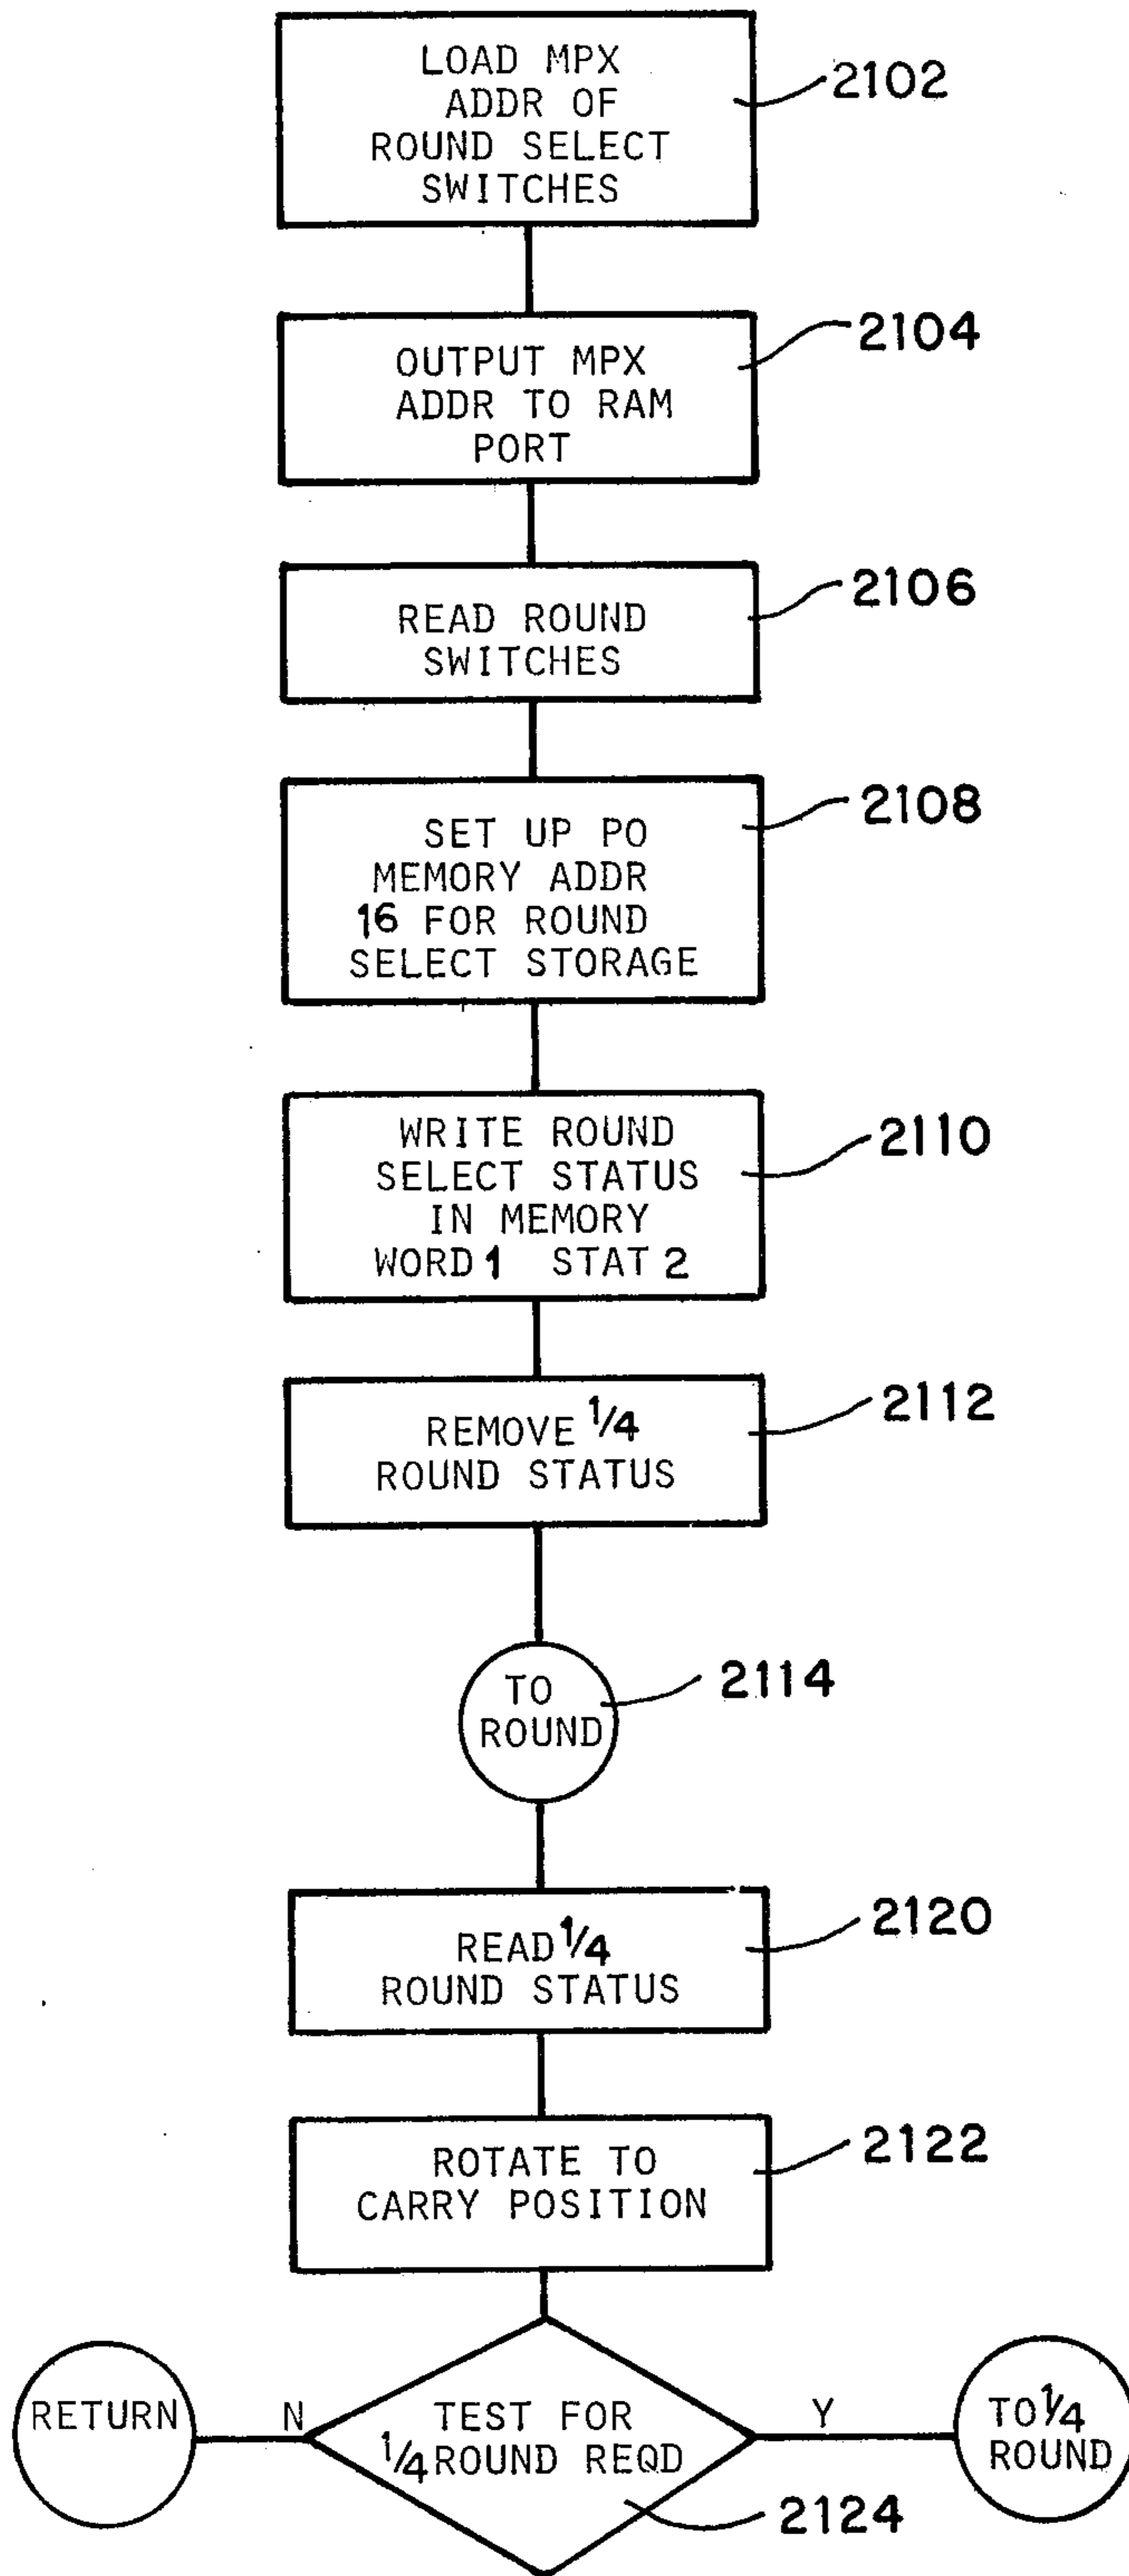 LOAD MPX
ADDR OF
ROUND SELECT
SWITCHES
2102
OUTPUT MPX
ADDR TO RAM
PORT
2104
READ ROUND
SWITCHES
2106
SET UP PO
MEMORY ADDR
16 FOR ROUND
SELECT STORAGE
2108
WRITE ROUND
SELECT STATUS
IN MEMORY
WORD 1 STAT 2
2110
REMOVE 1/4
ROUND STATUS
2112
TO
ROUND
2114
READ 1/4
ROUND STATUS
2120
ROTATE TO
CARRY POSITION
2122
RETURN
N
TEST FOR
1/4 ROUND REQD
Y
TO 1/4
ROUND
2124